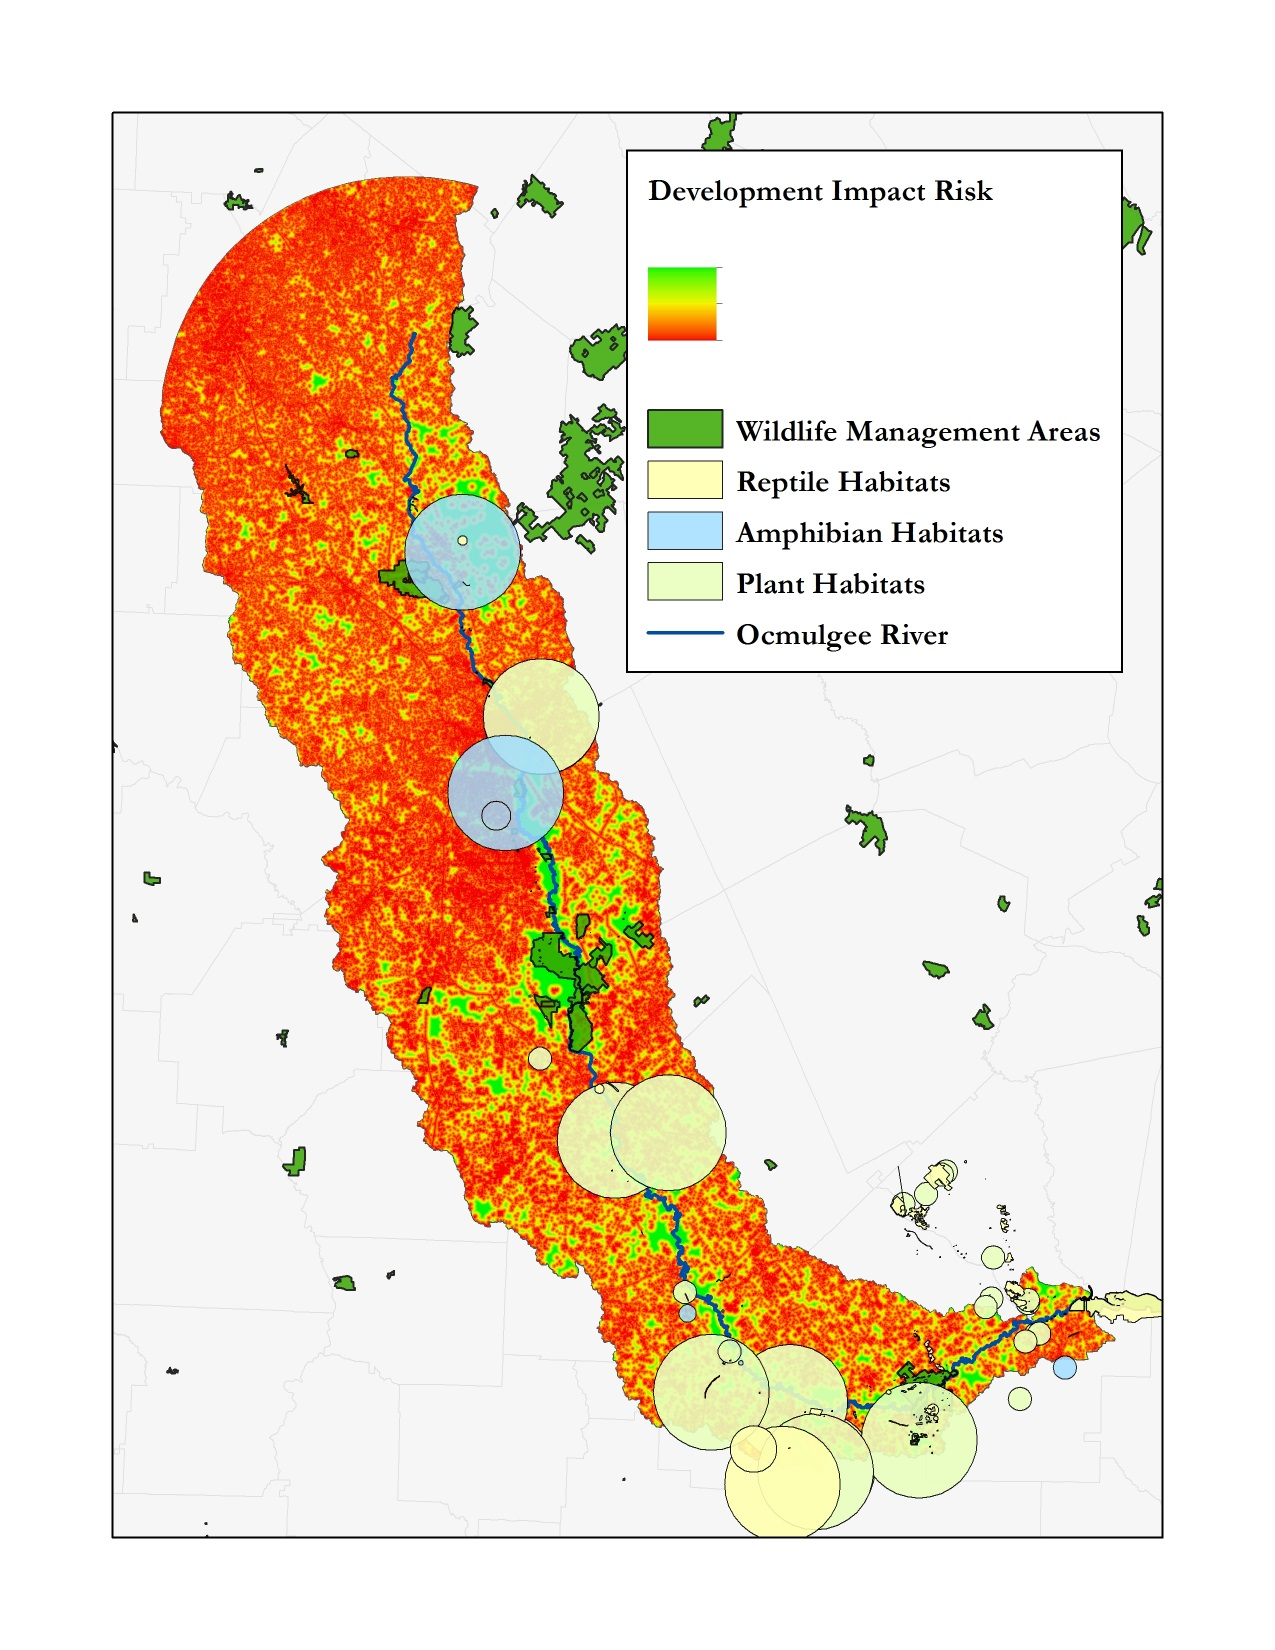 Development Impact Risk
Wildlife Management Areas
Reptile Habitats
Amphibian Habitats
Plant Habitats
Ocmulgee River